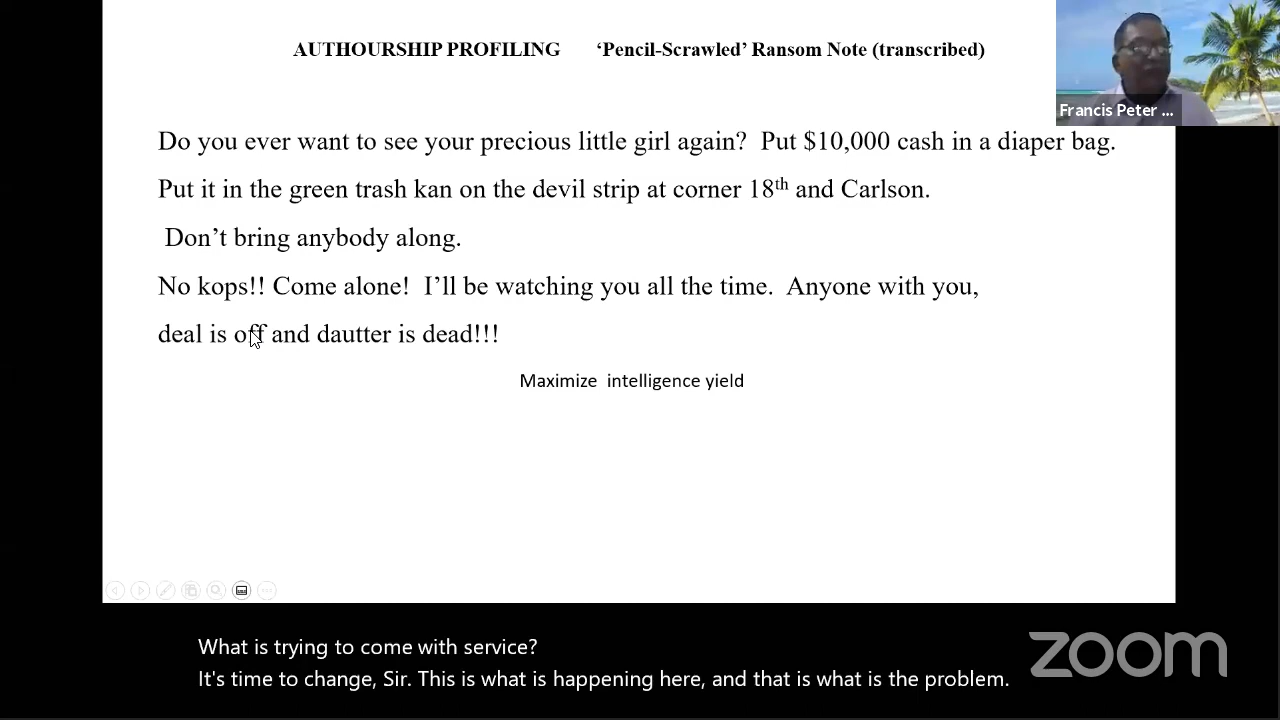 AUTHOURSHIP PROFILING ‘Pencil-Scrawled’ Ransom Note (transcribed)
Francis Peter ...
Do you ever want to see your precious little girl again? Put $10,000 cash in a diaper bag.
Put it in the green trash kan on the devil strip at corner 18th and Carlson.
Don’t bring anybody along.
No kops!! Come alone! I’ll be watching you all the time. Anyone with you,
deal is off and dautter is dead!!!
Maximize intelligence yield
What is trying to come with service?
It's time to change, Sir. This is what is happening here, and that is what is the problem.
zoom